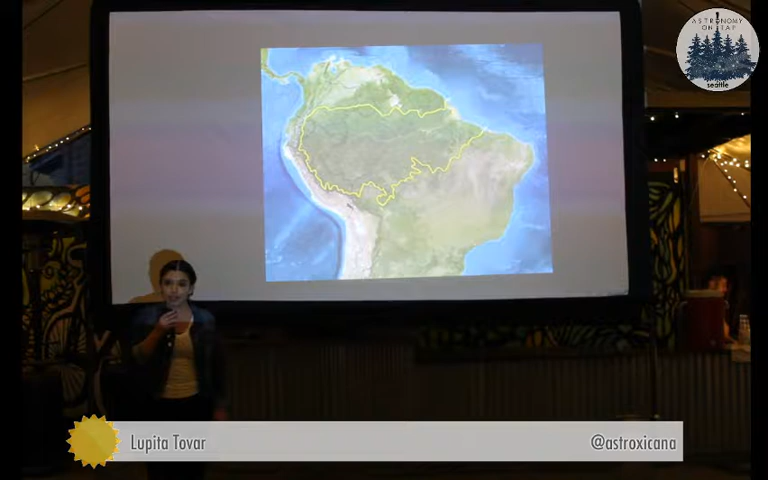 ASTRONOMY
ON TAP
seattle
Lupita Tovar
@astroxicana